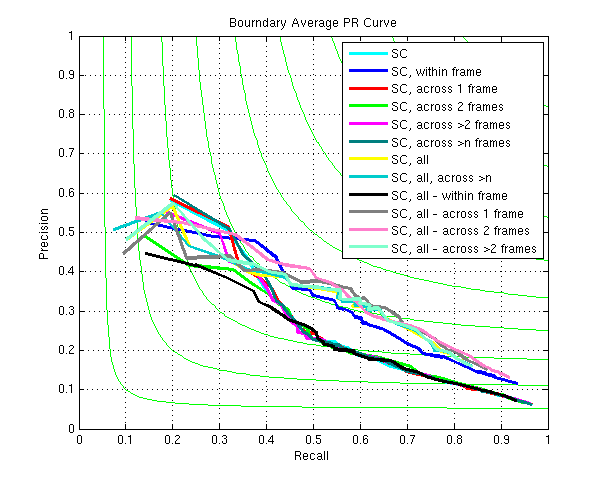 Bourndary Average PR Curve
Precision
1
0.9
0.8
0.7
0.6
0.5
0.4
0.3
0.2
0.1
0
0 0.1 0.2 0.3 0.4 0.5 0.6 0.7 0.8 0.9 1
Recall
SC
SC, within frame
SC, across 1 frame
SC, across 2 frames
SC, across >2 frames
SC, across >n frames
SC, all
SC, all, across >n
SC, all - within frame
SC, all - across 1 frame
SC, all - across 2 frames
SC, all - across >2 frames